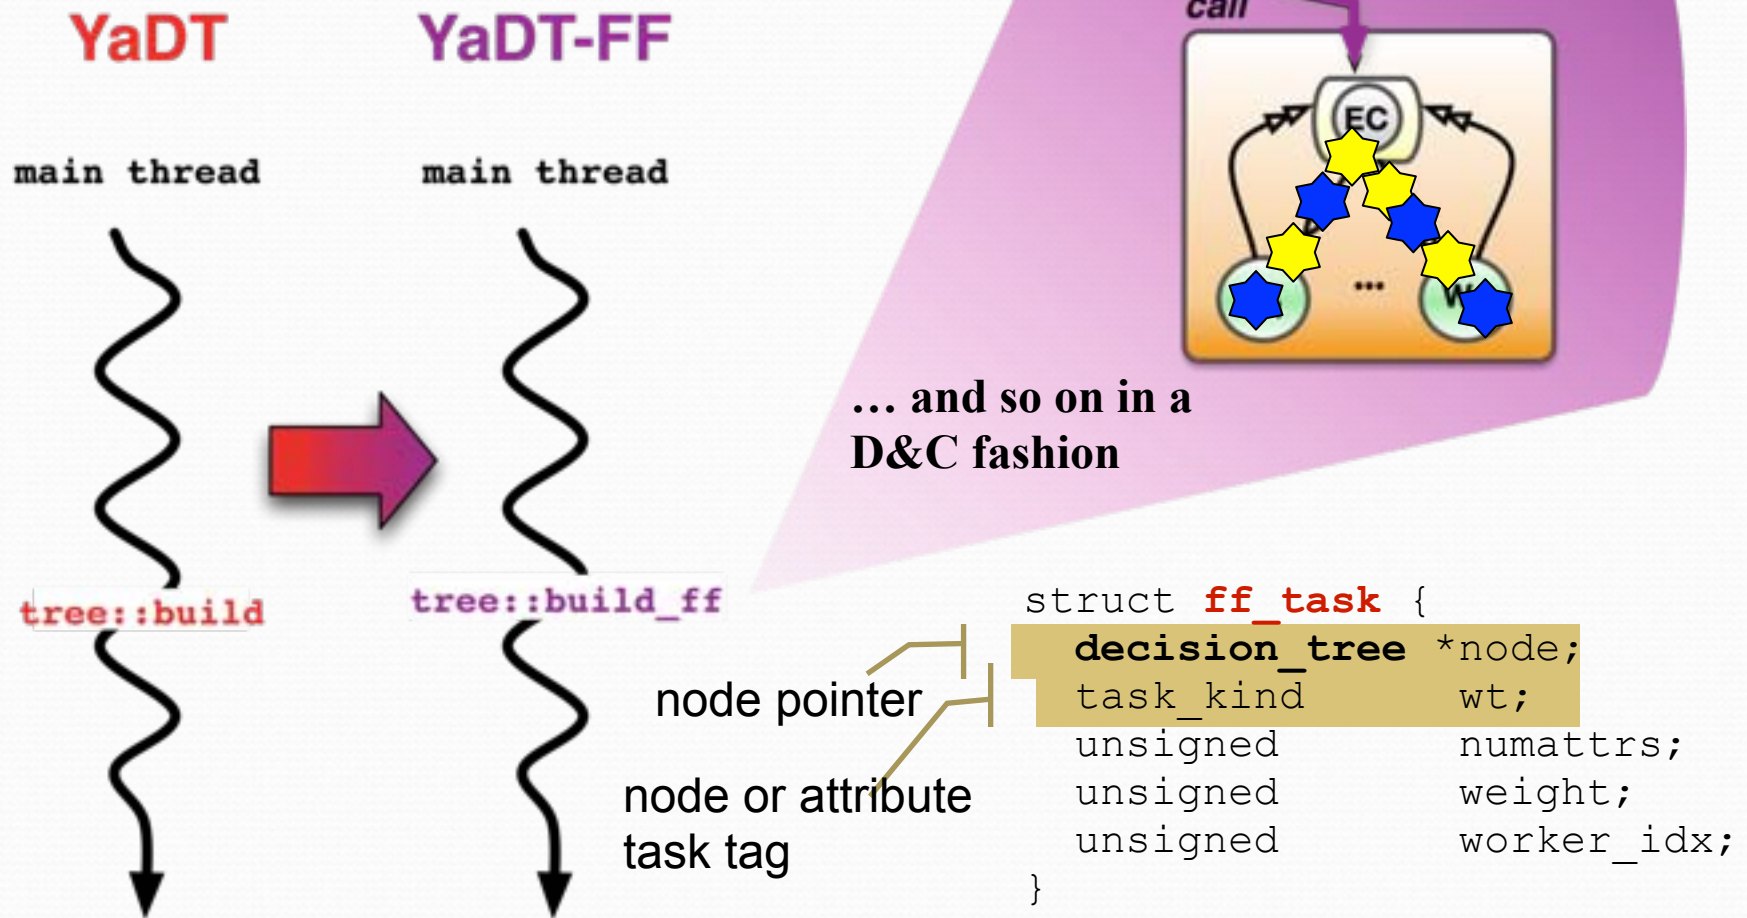 YaDT
YaDT-FF
call
main thread
main thread
EC
...
… and so on in a
D&C fashion
tree::build
tree::build_ff
struct ff_task {
decision_tree *node;
task_kind wt;
unsigned numattrs;
unsigned weight;
unsigned worker_idx;
}
node pointer
node or attribute
task tag